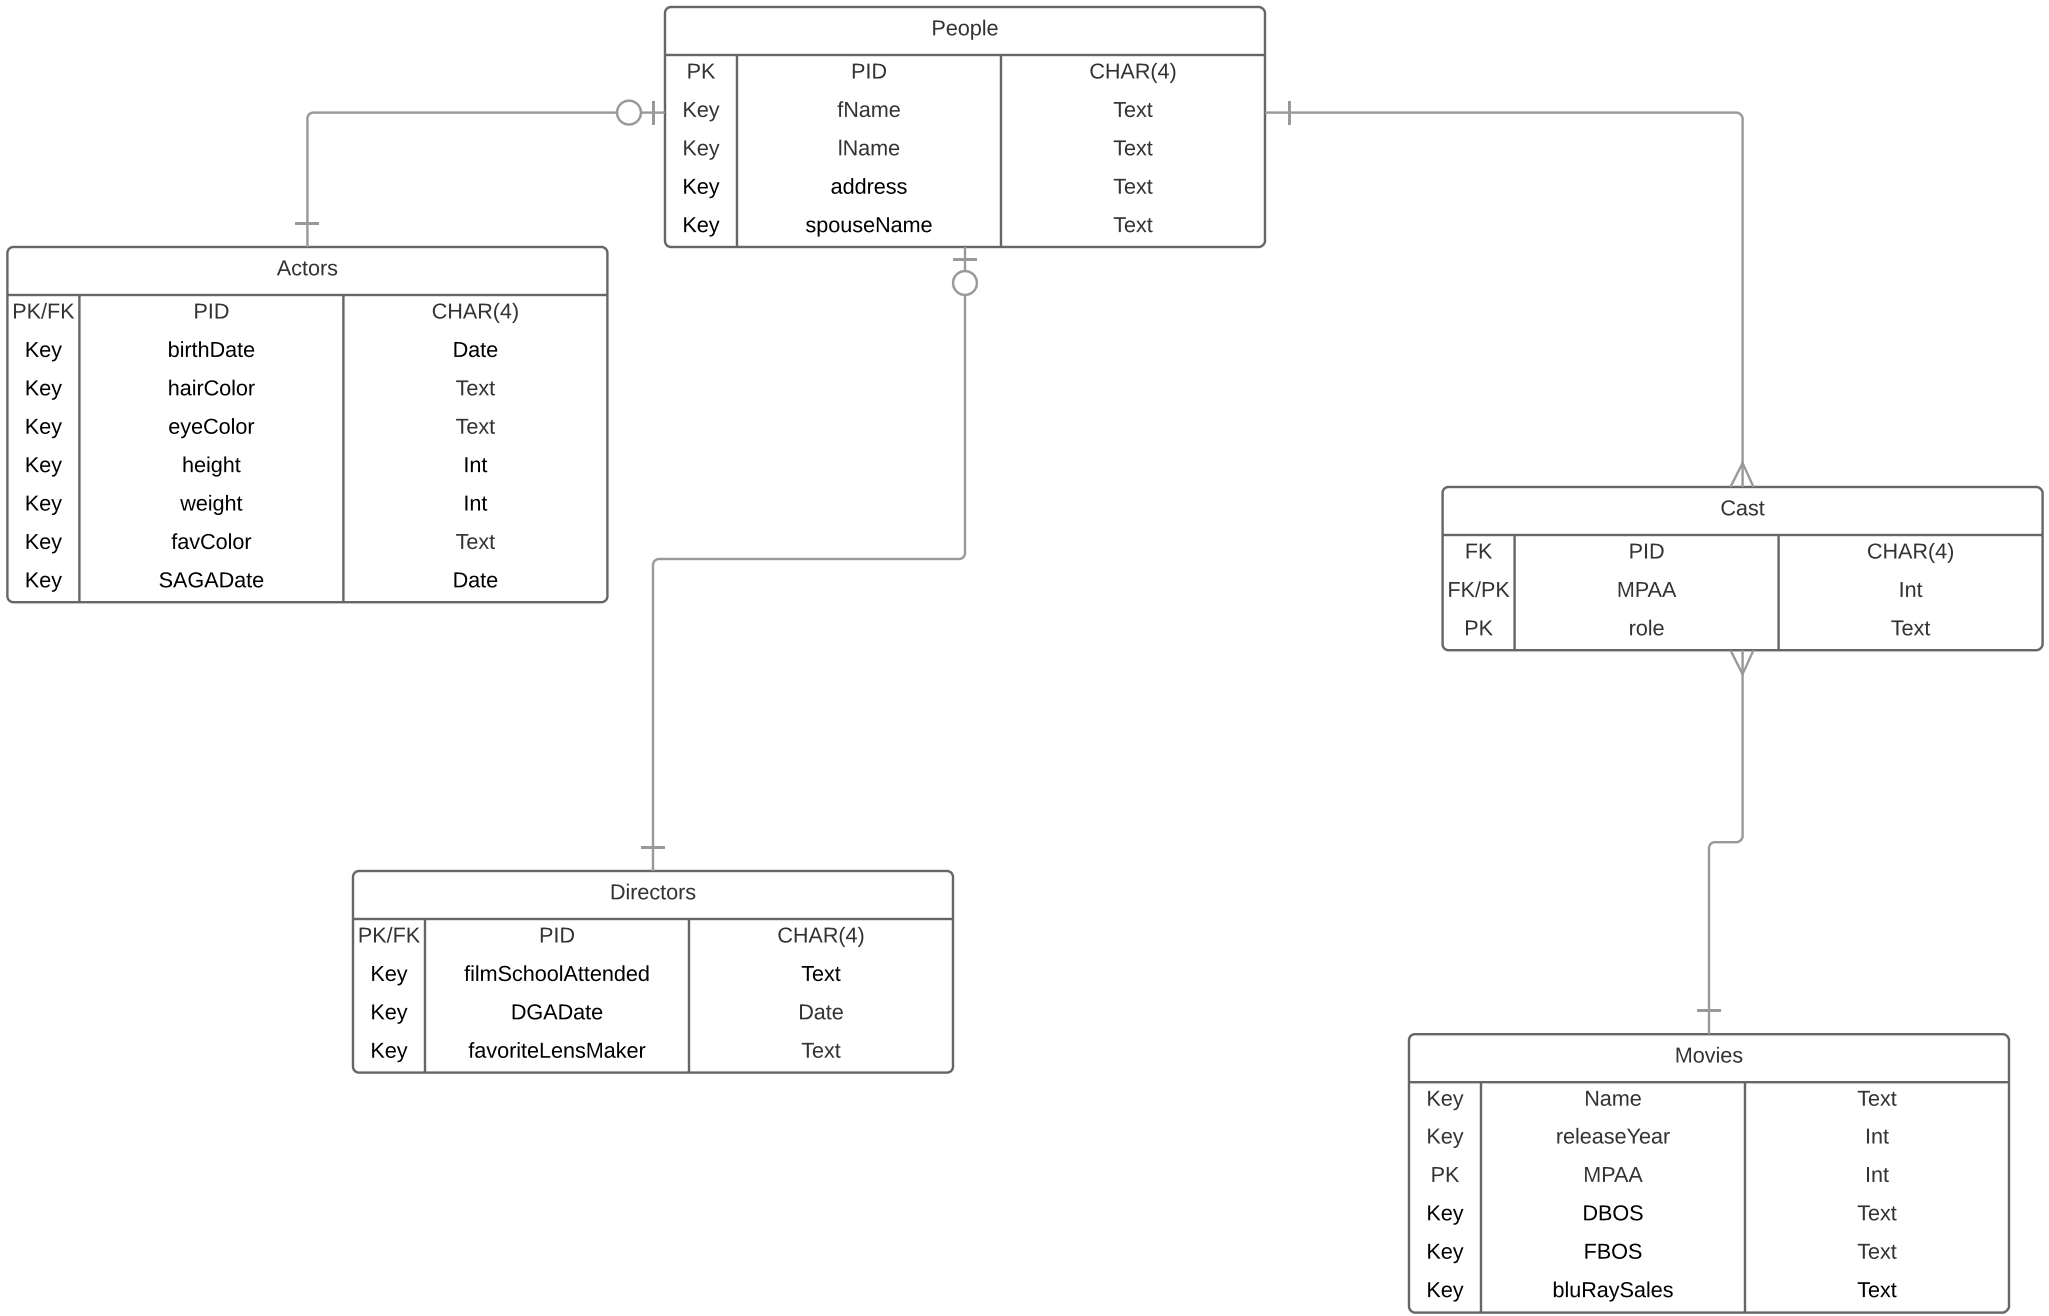 People
PK PID CHAR(4)
Key fName Text
Key lName Text
Key address Text
Key spouseName Text
Actors
PK/FK PID CHAR(4)
Key birthDate Date
Key hairColor Text
Key eyeColor Text
Key height Int
Key weight Int
Key favColor Text
Key SAGADate Date
Cast
FK PID CHAR(4)
FK/PK MPAA Int
PK role Text
Directors
PK/FK PID CHAR(4)
Key filmSchoolAttended Text
Key DGADate Date
Key favoriteLensMaker Text
Movies
Key Name Text
Key releaseYear Int
PK MPAA Int
Key DBOS Text
Key FBOS Text
Key bluRaySales Text